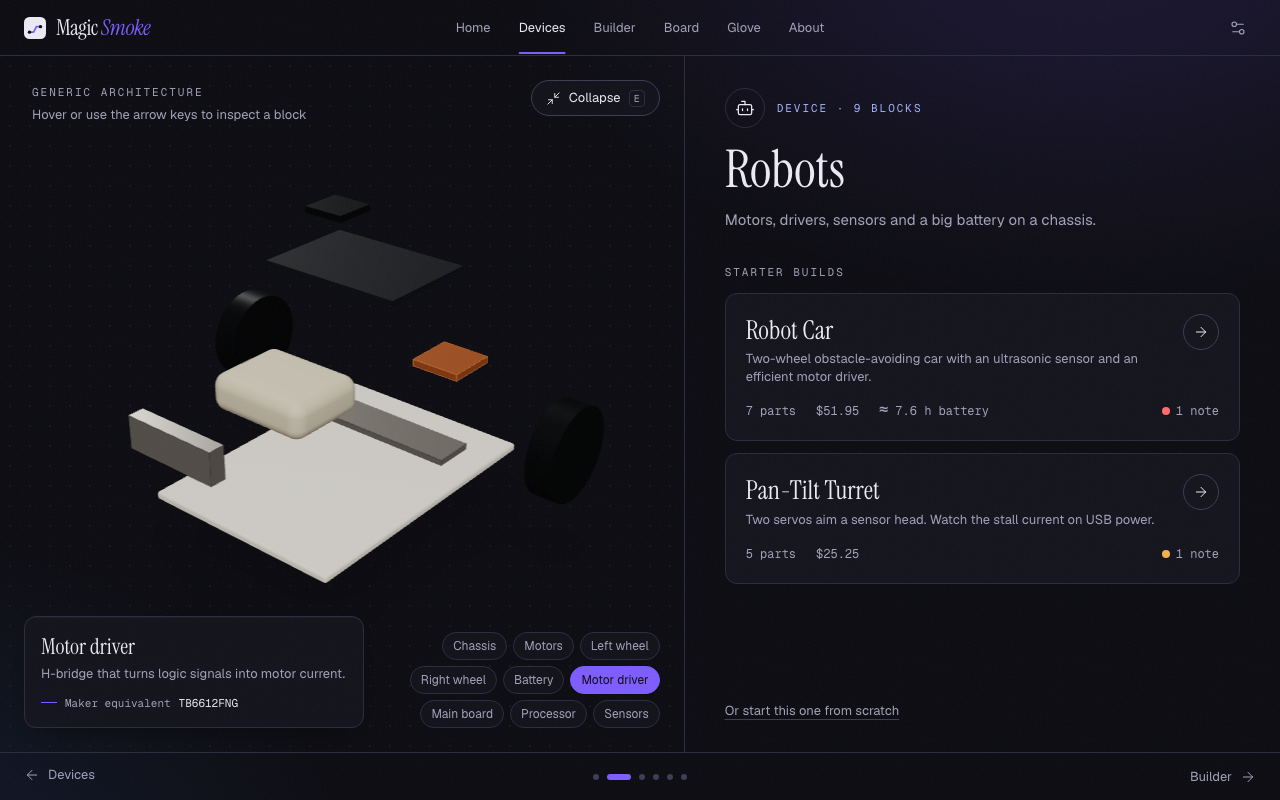 Magic Smoke
Home
Devices
Builder
Board
Glove
About
GENERIC ARCHITECTURE
Hover or use the arrow keys to inspect a block
Collapse E
DEVICE · 9 BLOCKS
Robots
Motors, drivers, sensors and a big battery on a chassis.
STARTER BUILDS
Robot Car
Two-wheel obstacle-avoiding car with an ultrasonic sensor and an
efficient motor driver.
7 parts $51.95 ≈ 7.6 h battery 1 note
Pan-Tilt Turret
Two servos aim a sensor head. Watch the stall current on USB power.
5 parts $25.25 1 note
Or start this one from scratch
Motor driver
H-bridge that turns logic signals into motor current.
Maker equivalent TB6612FNG
Chassis Motors Left wheel
Right wheel Battery Motor driver
Main board Processor Sensors
Devices
Builder